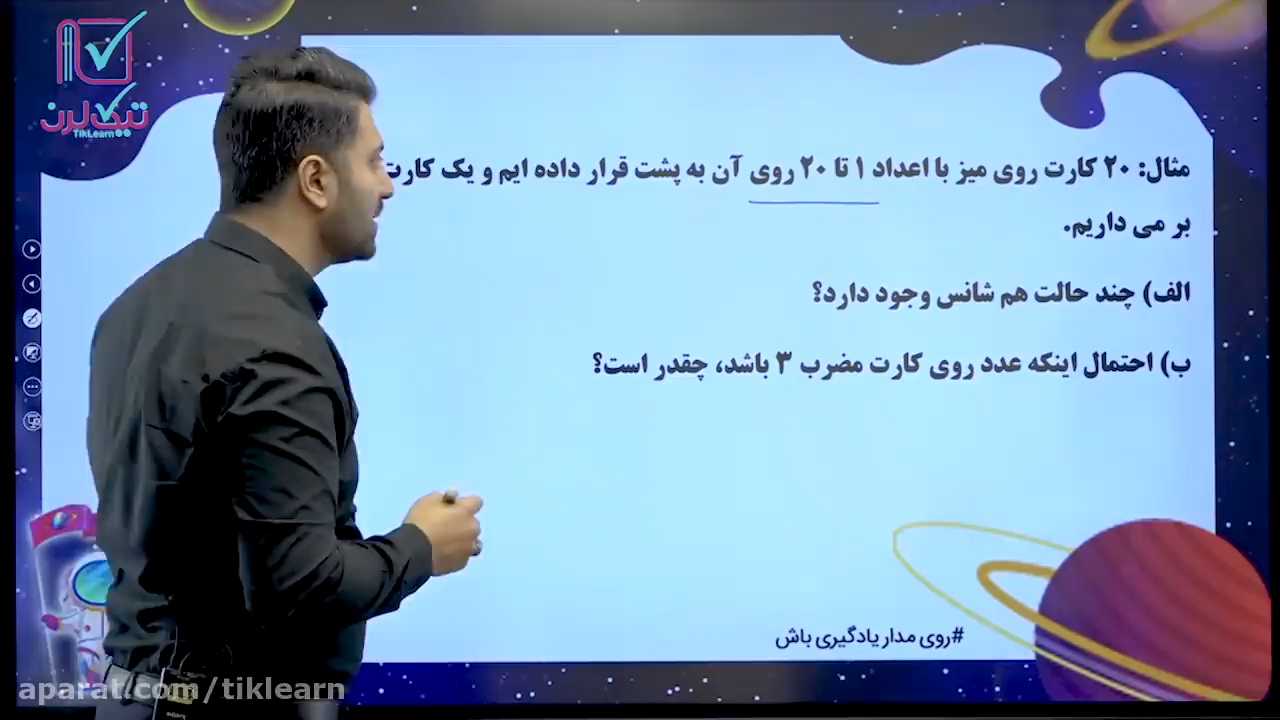 تیک‌لرن
TikLearn
مثال: ۲۰ کارت روی میز با اعداد ۱ تا ۲۰ روی آن به پشت قرار داده ایم و یک کارت
بر می داریم.
الف) چند حالت هم شانس وجود دارد؟
ب) احتمال اینکه عدد روی کارت مضرب ۳ باشد، چقدر است؟
#روی مدار یادگیری باش
aparat.com/tiklearn